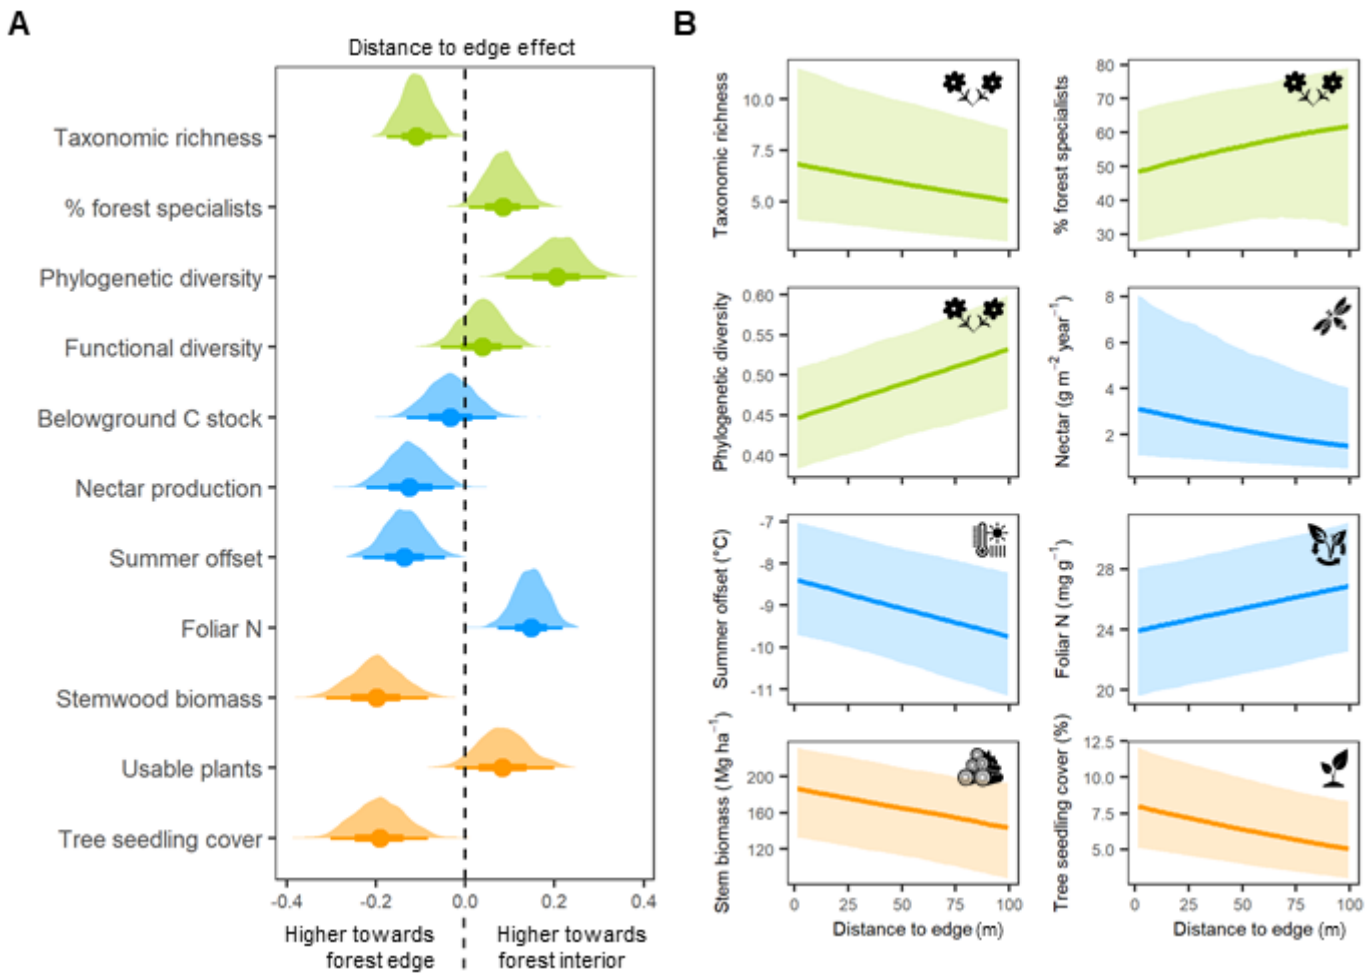 A
Distance to edge effect
Taxonomic richness
% forest specialists
Phylogenetic diversity
Functional diversity
Belowground C stock
Nectar production
Summer offset
Foliar N
Stemwood biomass
Usable plants
Tree seedling cover
-0.4 -0.2 0.0 0.2 0.4
Higher towards forest edge
Higher towards forest interior
B
Taxonomic richness
10.0
7.5
5.0
% forest specialists
80
70
60
50
40
30
Phylogenetic diversity
0.60
0.55
0.50
0.45
0.40
Nectar (g m⁻² year⁻¹)
8
6
4
2
Summer offset (°C)
-7
-8
-9
-10
-11
Foliar N (mg g⁻¹)
28
24
20
Stem biomass (Mg ha⁻¹)
200
160
120
0 25 50 75 100
Distance to edge (m)
Tree seedling cover (%)
12.5
10.0
7.5
5.0
0 25 50 75 100
Distance to edge (m)